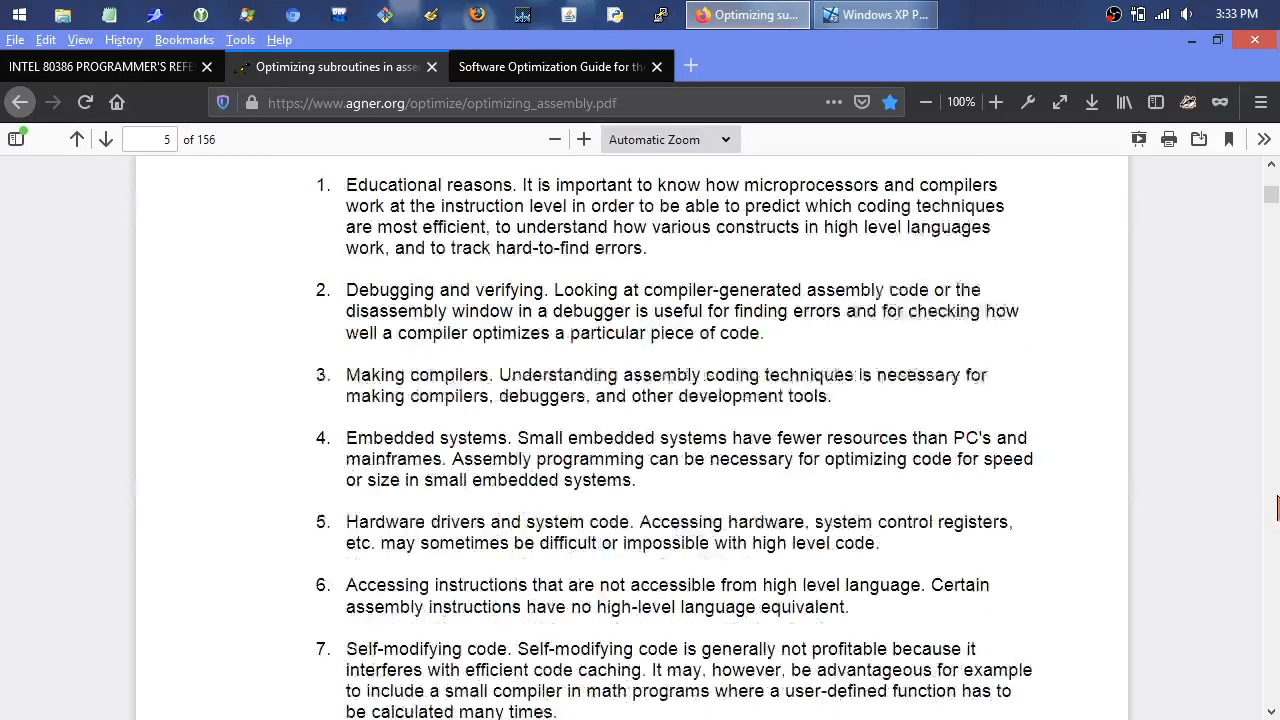 Optimizing su...
Windows XP P...
3:33 PM
File Edit View History Bookmarks Tools Help
INTEL 80386 PROGRAMMER'S REFE
Optimizing subroutines in asse
Software Optimization Guide for th
https://www.agner.org/optimize/optimizing_assembly.pdf
100%
5 of 156
Automatic Zoom
1. Educational reasons. It is important to know how microprocessors and compilers
work at the instruction level in order to be able to predict which coding techniques
are most efficient, to understand how various constructs in high level languages
work, and to track hard-to-find errors.
2. Debugging and verifying. Looking at compiler-generated assembly code or the
disassembly window in a debugger is useful for finding errors and for checking how
well a compiler optimizes a particular piece of code.
3. Making compilers. Understanding assembly coding techniques is necessary for
making compilers, debuggers, and other development tools.
4. Embedded systems. Small embedded systems have fewer resources than PC's and
mainframes. Assembly programming can be necessary for optimizing code for speed
or size in small embedded systems.
5. Hardware drivers and system code. Accessing hardware, system control registers,
etc. may sometimes be difficult or impossible with high level code.
6. Accessing instructions that are not accessible from high level language. Certain
assembly instructions have no high-level language equivalent.
7. Self-modifying code. Self-modifying code is generally not profitable because it
interferes with efficient code caching. It may, however, be advantageous for example
to include a small compiler in math programs where a user-defined function has to
be calculated many times.